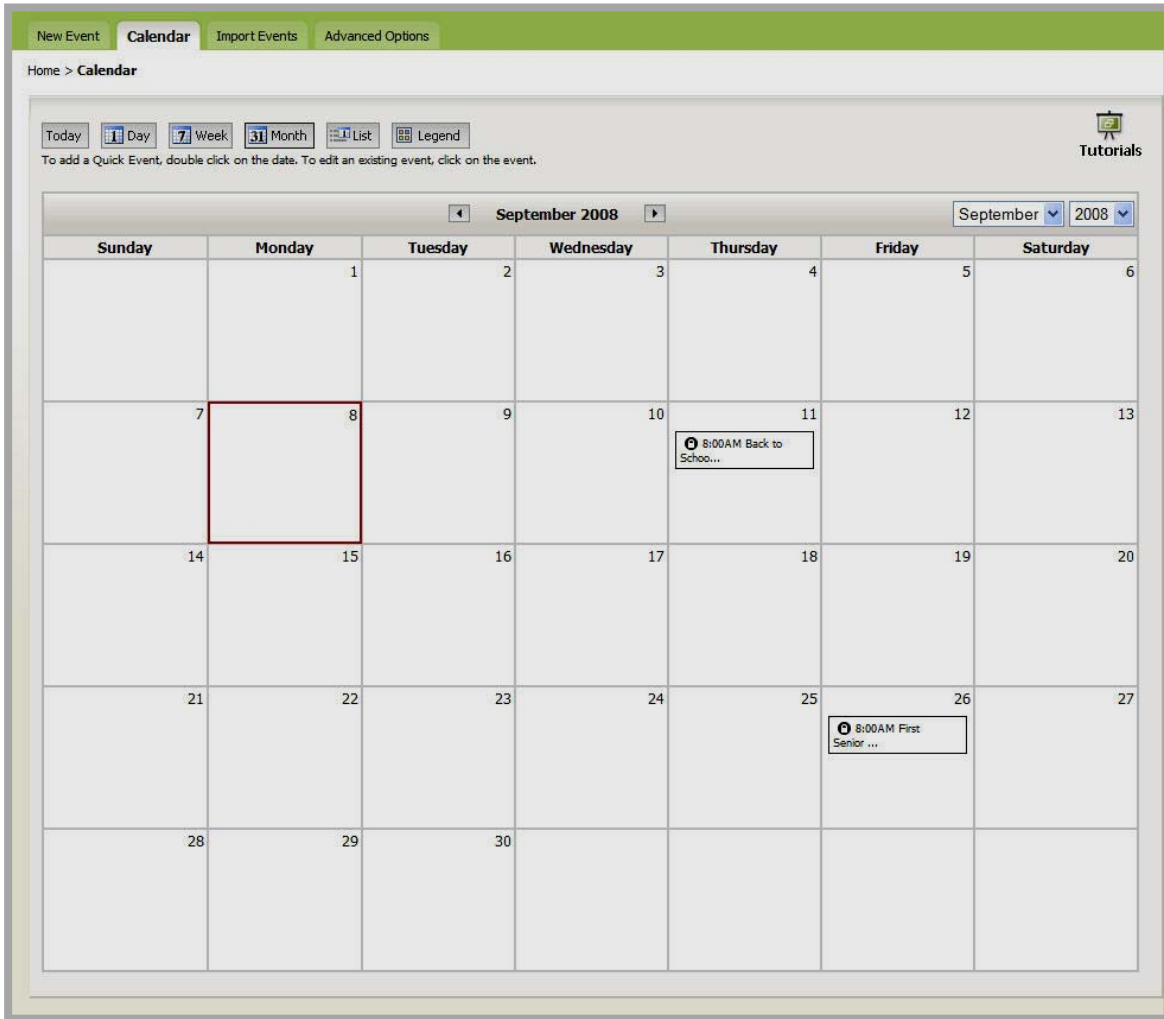 New Event Calendar Import Events Advanced Options
Home > Calendar
Today 1 Day 7 Week 31 Month List Legend
Tutorials
To add a Quick Event, double click on the date. To edit an existing event, click on the event.
September 2008 September 2008
Sunday Monday Tuesday Wednesday Thursday Friday Saturday
1 2 3 4 5 6
7 8 9 10 11 12 13
8:00AM Back to
Schoo...
14 15 16 17 18 19 20
21 22 23 24 25 26 27
8:00AM First
Senior ...
28 29 30